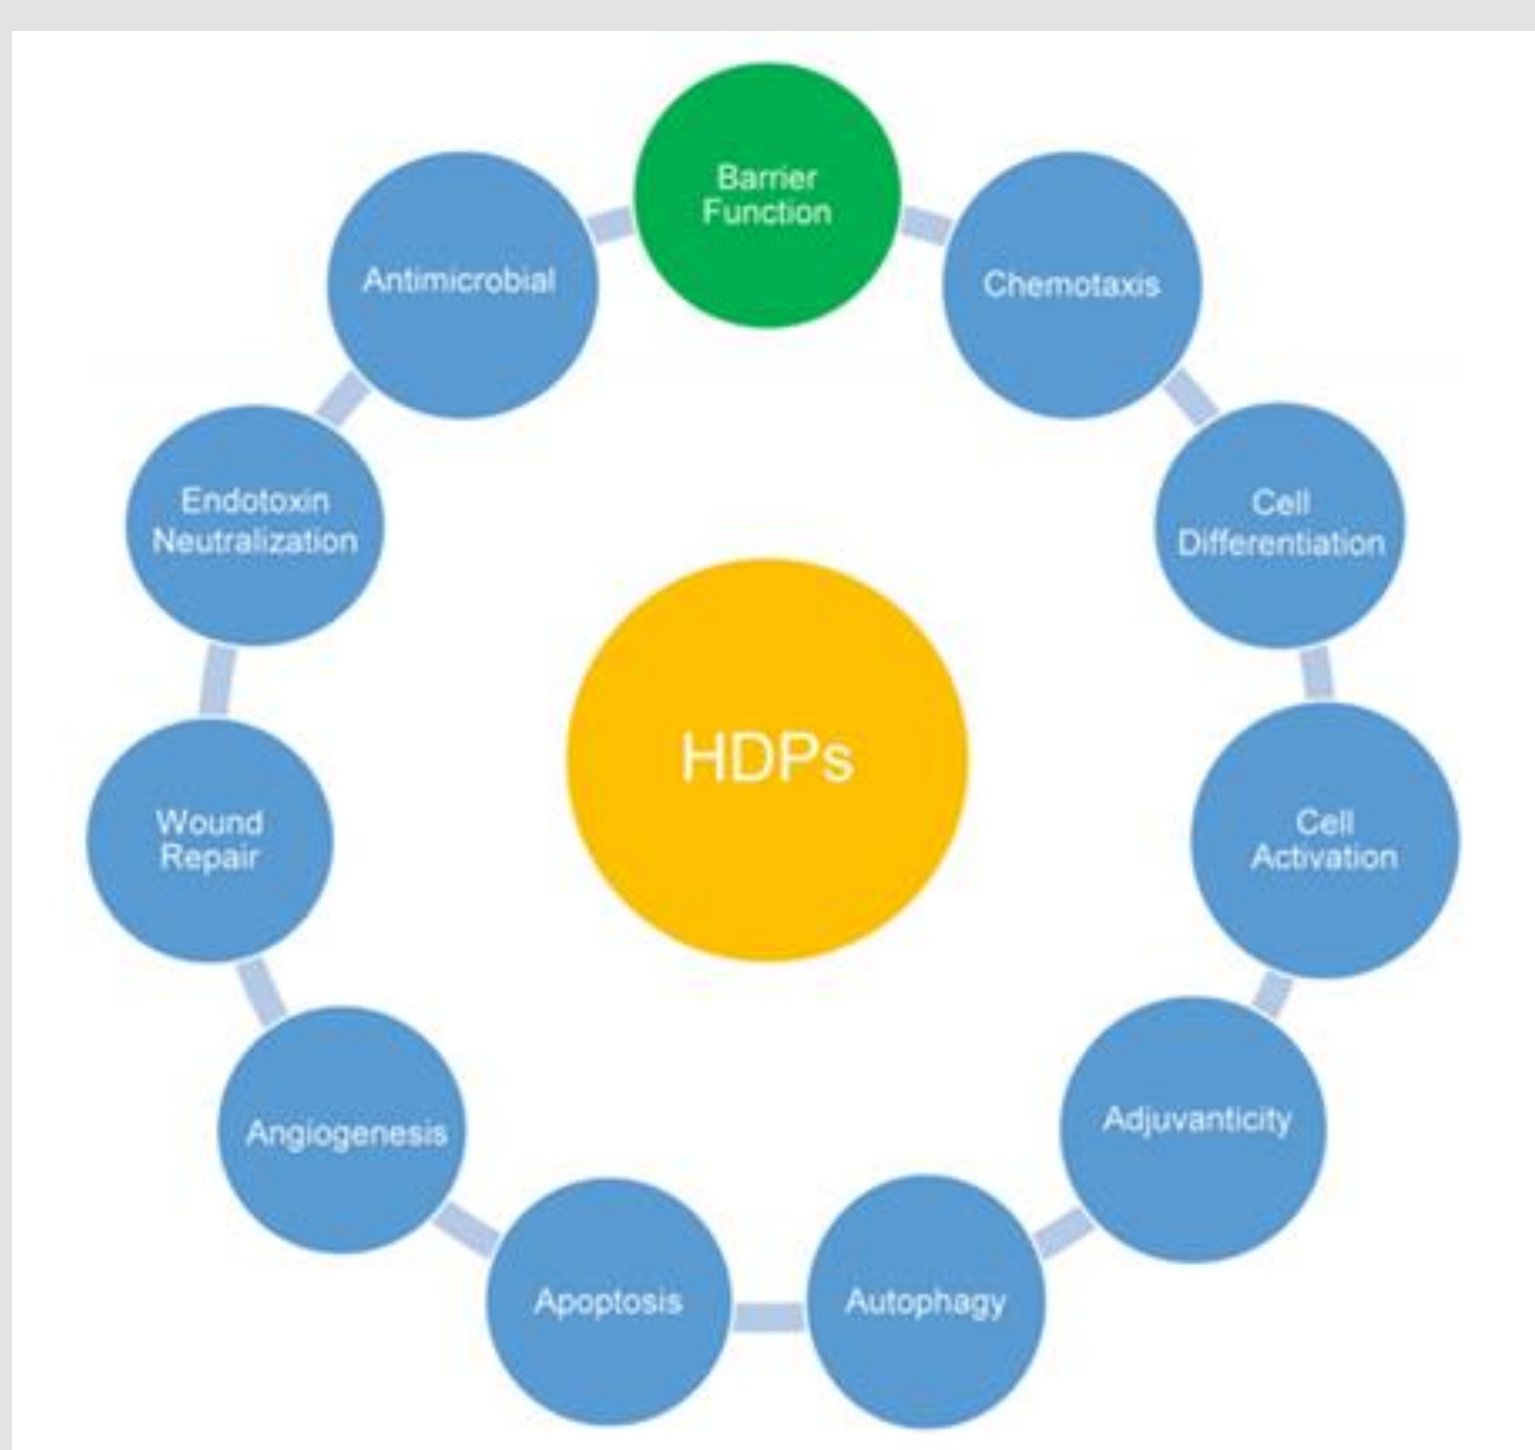 Barrier
Function
Chemotaxis
Cell
Differentiation
Cell
Activation
Adjuvanticity
Autophagy
Apoptosis
Angiogenesis
Wound
Repair
Endotoxin
Neutralization
Antimicrobial
HDPs